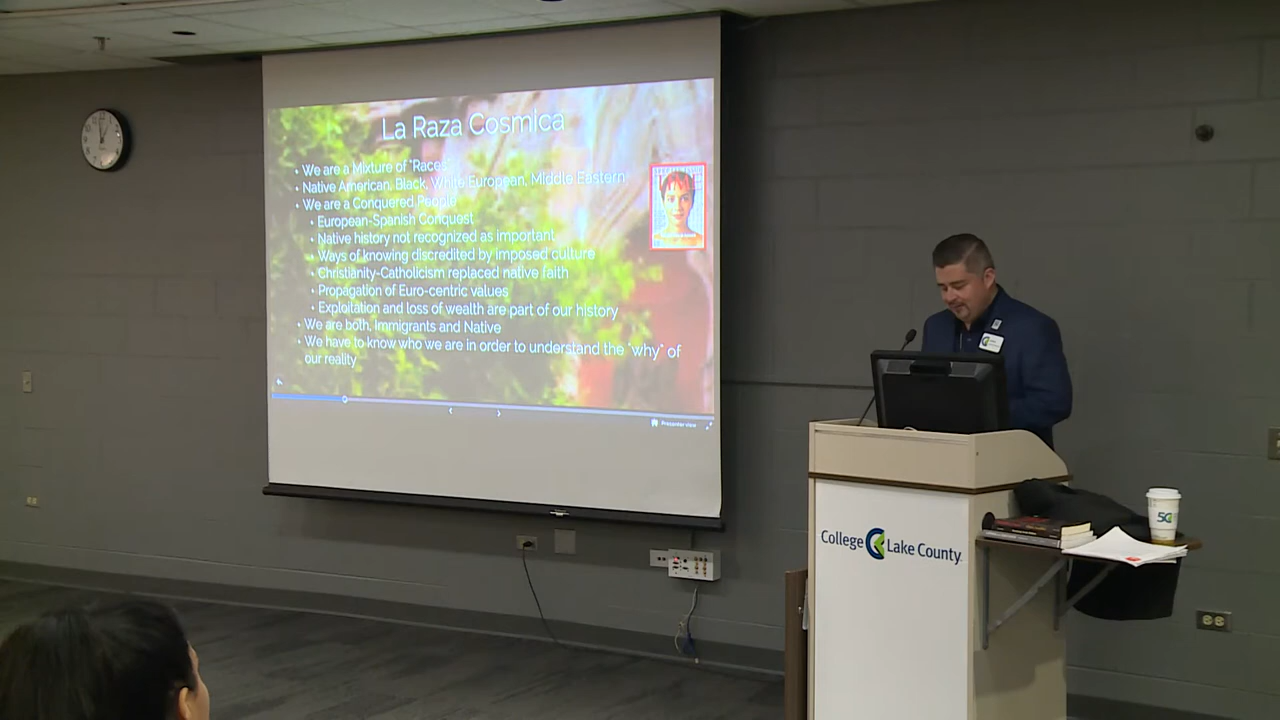 La Raza Cosmica
• We are a Mixture of "Races"
• Native American, Black, White European, Middle Eastern
• We are a Conquered People
• European-Spanish Conquest
• Native history not recognized as important
• Ways of knowing discredited by imposed culture
• Christianity-Catholicism replaced native faith
• Propagation of Euro-centric values
• Exploitation and loss of wealth are part of our history
• We are both, Immigrants and Native
• We have to know who we are in order to understand the "why" of
our reality
Presenter view
College Lake County
50